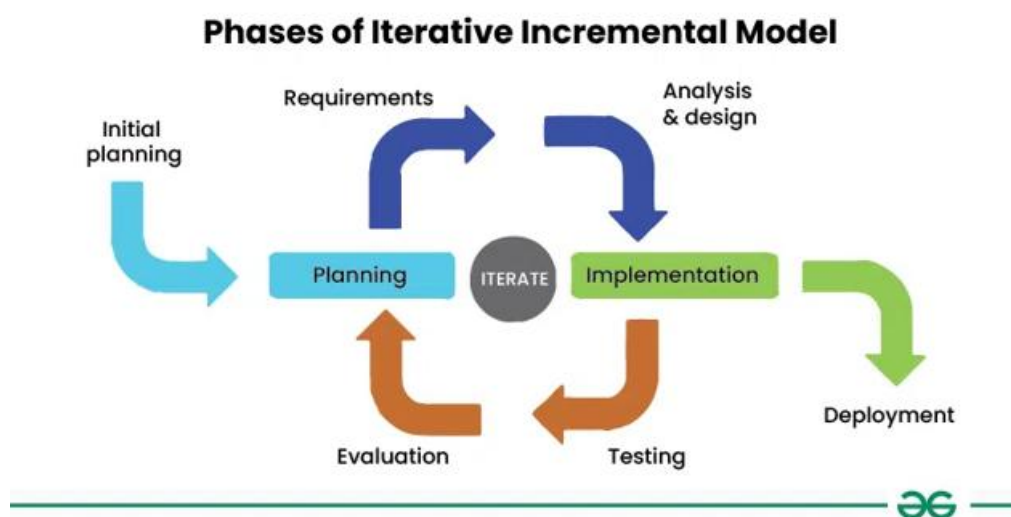 Phases of Iterative Incremental Model
Requirements
Analysis
& design
Initial
planning
Planning
ITERATE
Implementation
Deployment
Evaluation
Testing